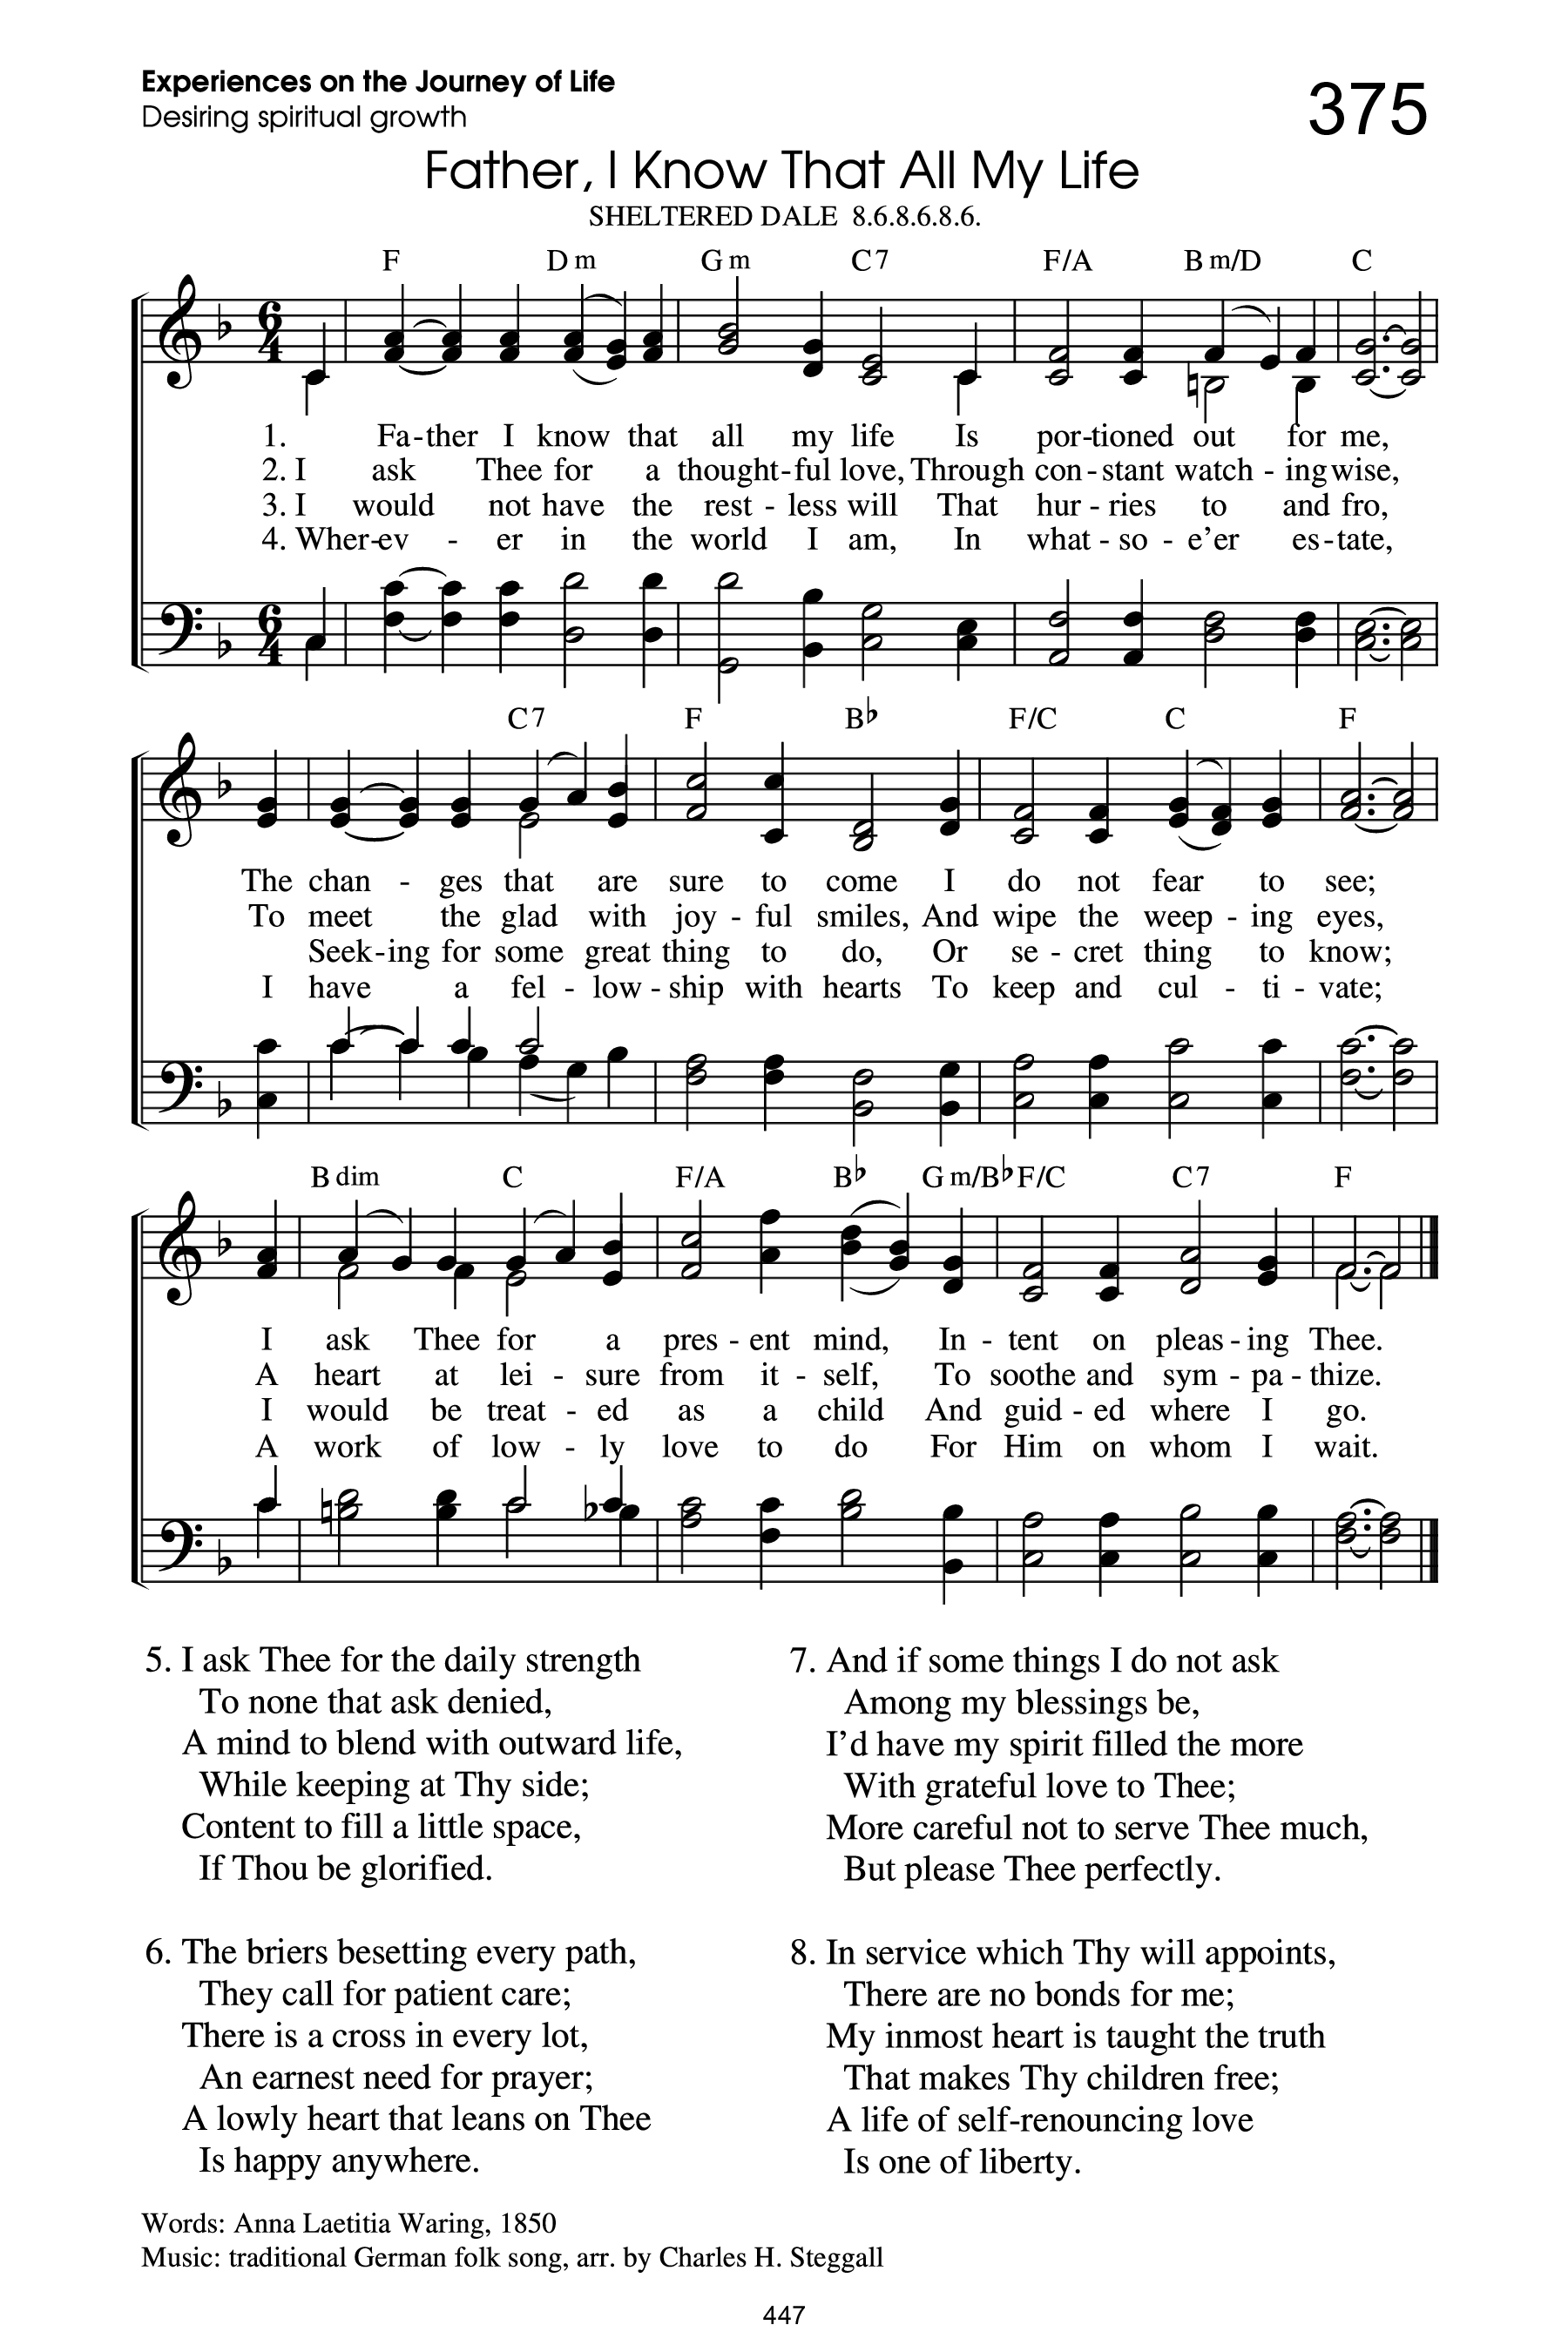 Experiences on the Journey of Life
Desiring spiritual growth
375
Father, I Know That All My Life
SHELTERED DALE 8.6.8.6.8.6.
F Dm Gm C7 F/A Bm/D C
6 4
1. Fa-ther I know that all my life Is por-tioned out for me,
2. I ask Thee for a thought-ful love, Through con-stant watch-ing wise,
3. I would not have the rest-less will That hur-ries to and fro,
4. Wher-ev-er in the world I am, In what-so-e’er es-tate,
6 4
C7 F B♭ F/C C F
The chan-ges that are sure to come I do not fear to see;
To meet the glad with joy-ful smiles, And wipe the weep-ing eyes,
Seek-ing for some great thing to do, Or se-cret thing to know;
I have a fel-low-ship with hearts To keep and cul-ti-vate;
Bdim C F/A B♭ Gm/B♭ F/C C7 F
I ask Thee for a pres-ent mind, In-tent on pleas-ing Thee.
A heart at lei-sure from it-self, To soothe and sym-pa-thize.
I would be treat-ed as a child And guid-ed where I go.
A work of low-ly love to do For Him on whom I wait.
5. I ask Thee for the daily strength
To none that ask denied,
A mind to blend with outward life,
While keeping at Thy side;
Content to fill a little space,
If Thou be glorified.
6. The briers besetting every path,
They call for patient care;
There is a cross in every lot,
An earnest need for prayer;
A lowly heart that leans on Thee
Is happy anywhere.
7. And if some things I do not ask
Among my blessings be,
I’d have my spirit filled the more
With grateful love to Thee;
More careful not to serve Thee much,
But please Thee perfectly.
8. In service which Thy will appoints,
There are no bonds for me;
My inmost heart is taught the truth
That makes Thy children free;
A life of self-renouncing love
Is one of liberty.
Words: Anna Laetitia Waring, 1850
Music: traditional German folk song, arr. by Charles H. Steggall
447